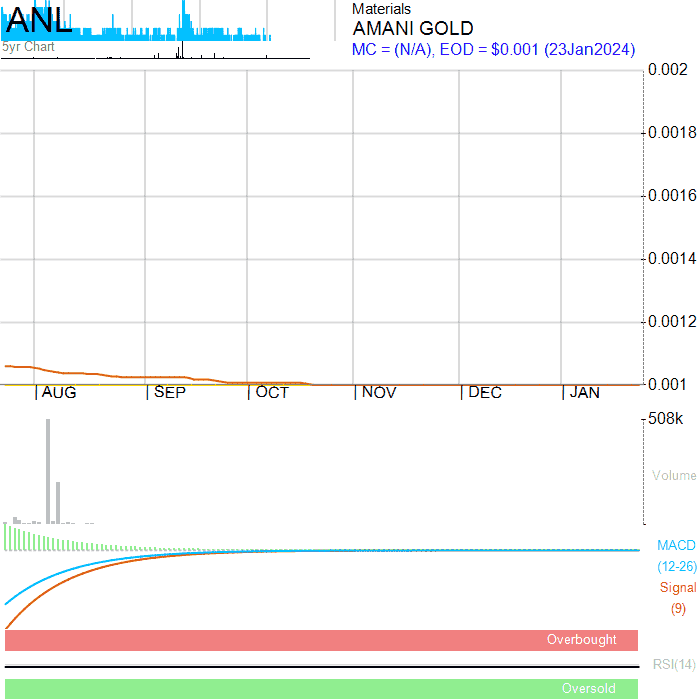 ANL
5yr Chart
Materials
AMANI GOLD
MC = (N/A), EOD = $0.001 (23Jan2024)
0.002
0.0018
0.0016
0.0014
0.0012
0.001
AUG SEP OCT NOV DEC JAN
508k
Volume
MACD
(12-26)
Signal
(9)
Overbought
RSI(14)
Oversold